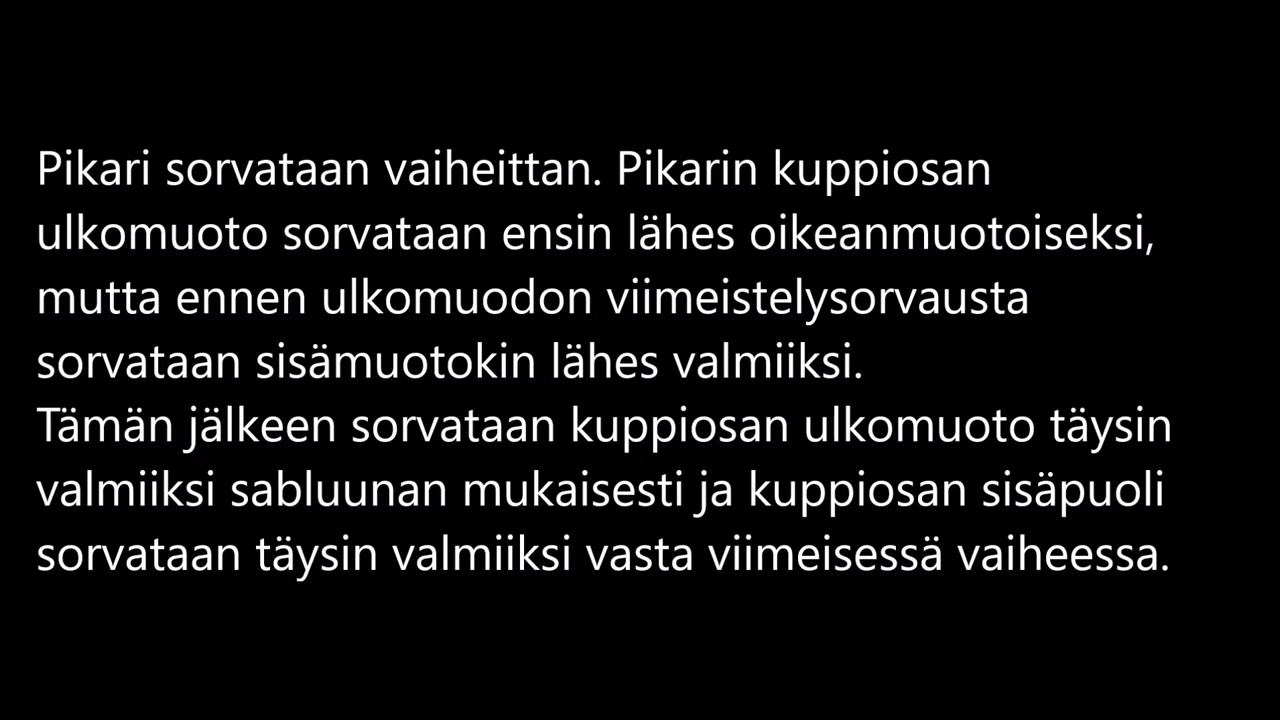 Pikari sorvataan vaiheittan. Pikarin kuppiosan
ulkomuoto sorvataan ensin lähes oikeanmuotoiseksi,
mutta ennen ulkomuodon viimeistelysorvausta
sorvataan sisämuotokin lähes valmiiksi.
Tämän jälkeen sorvataan kuppiosan ulkomuoto täysin
valmiiksi sabluunan mukaisesti ja kuppiosan sisäpuoli
sorvataan täysin valmiiksi vasta viimeisessä vaiheessa.